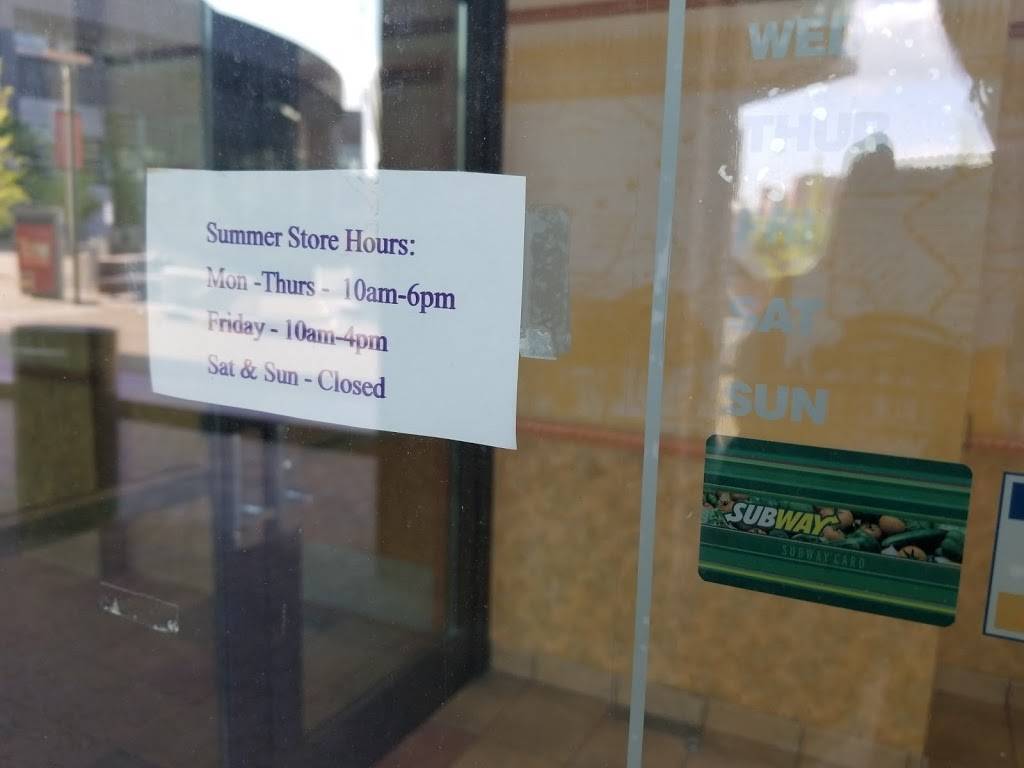 Summer Store Hours:
Mon -Thurs - 10am-6pm
Friday - 10am-4pm
Sat & Sun - Closed
WED
THUR
SAT
SUN
SUBWAY
SUBWAY CARD